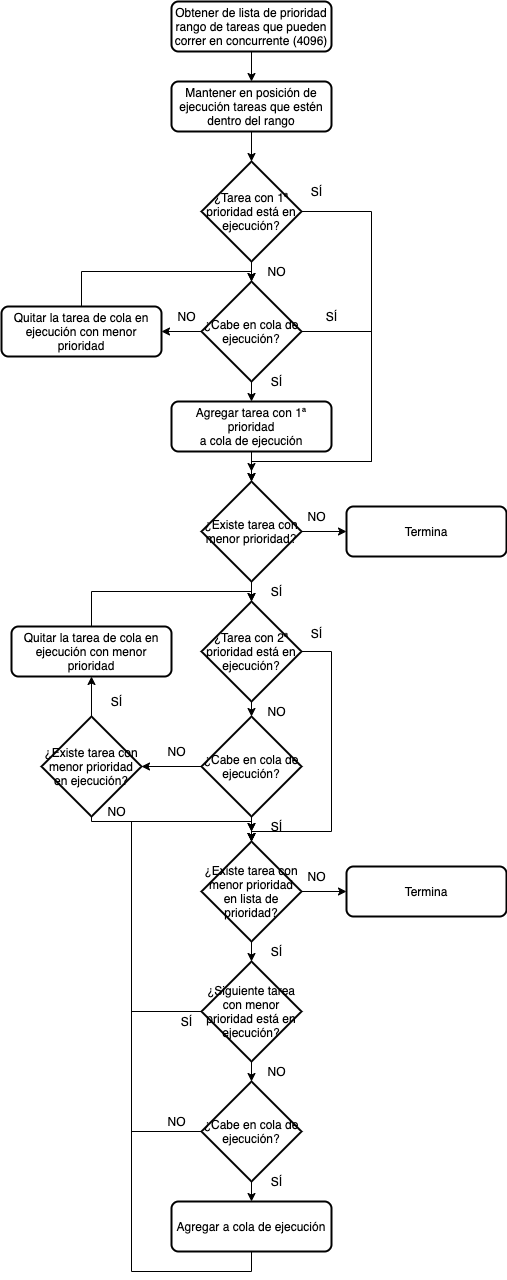 Obtener de lista de prioridad
rango de tareas que pueden
correr en concurrente (4096)
Mantener en posición de
ejecución tareas que estén
dentro del rango
¿Tarea con 1ª
prioridad está en
ejecución?
SÍ
NO
Quitar la tarea de cola en
ejecución con menor
prioridad
NO
¿Cabe en cola de
ejecución?
SÍ
SÍ
Agregar tarea con 1ª
prioridad
a cola de ejecución
¿Existe tarea con
menor prioridad?
NO
Termina
SÍ
Quitar la tarea de cola en
ejecución con menor
prioridad
¿Tarea con 2ª
prioridad está en
ejecución?
SÍ
SÍ
NO
¿Existe tarea con
menor prioridad
en ejecución?
NO
¿Cabe en cola de
ejecución?
NO
SÍ
¿Existe tarea con
menor prioridad
en lista de
prioridad?
NO
Termina
SÍ
¿Siguiente tarea
con menor
prioridad está en
ejecución?
SÍ
NO
NO
¿Cabe en cola de
ejecución?
SÍ
Agregar a cola de ejecución